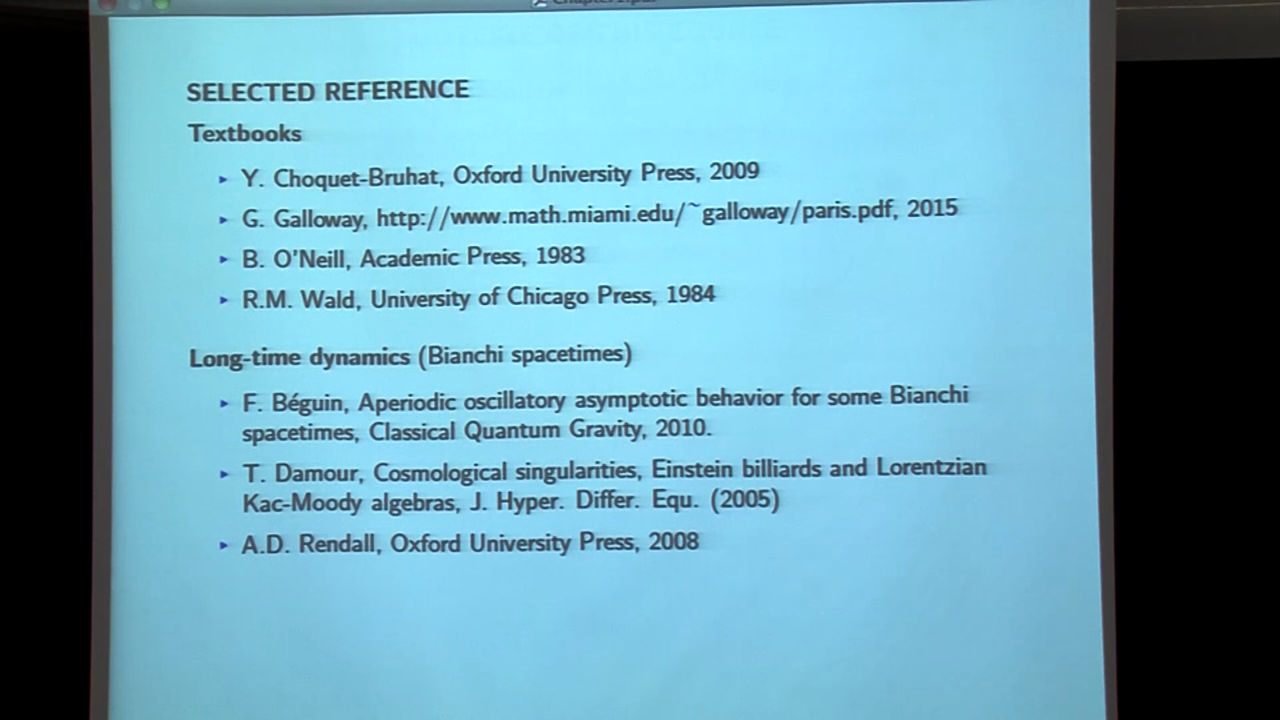 SELECTED REFERENCE
Textbooks
▸ Y. Choquet-Bruhat, Oxford University Press, 2009
▸ G. Galloway, http://www.math.miami.edu/~galloway/paris.pdf, 2015
▸ B. O'Neill, Academic Press, 1983
▸ R.M. Wald, University of Chicago Press, 1984
Long-time dynamics (Bianchi spacetimes)
▸ F. Béguin, Aperiodic oscillatory asymptotic behavior for some Bianchi
spacetimes, Classical Quantum Gravity, 2010.
▸ T. Damour, Cosmological singularities, Einstein billiards and Lorentzian
Kac-Moody algebras, J. Hyper. Differ. Equ. (2005)
▸ A.D. Rendall, Oxford University Press, 2008